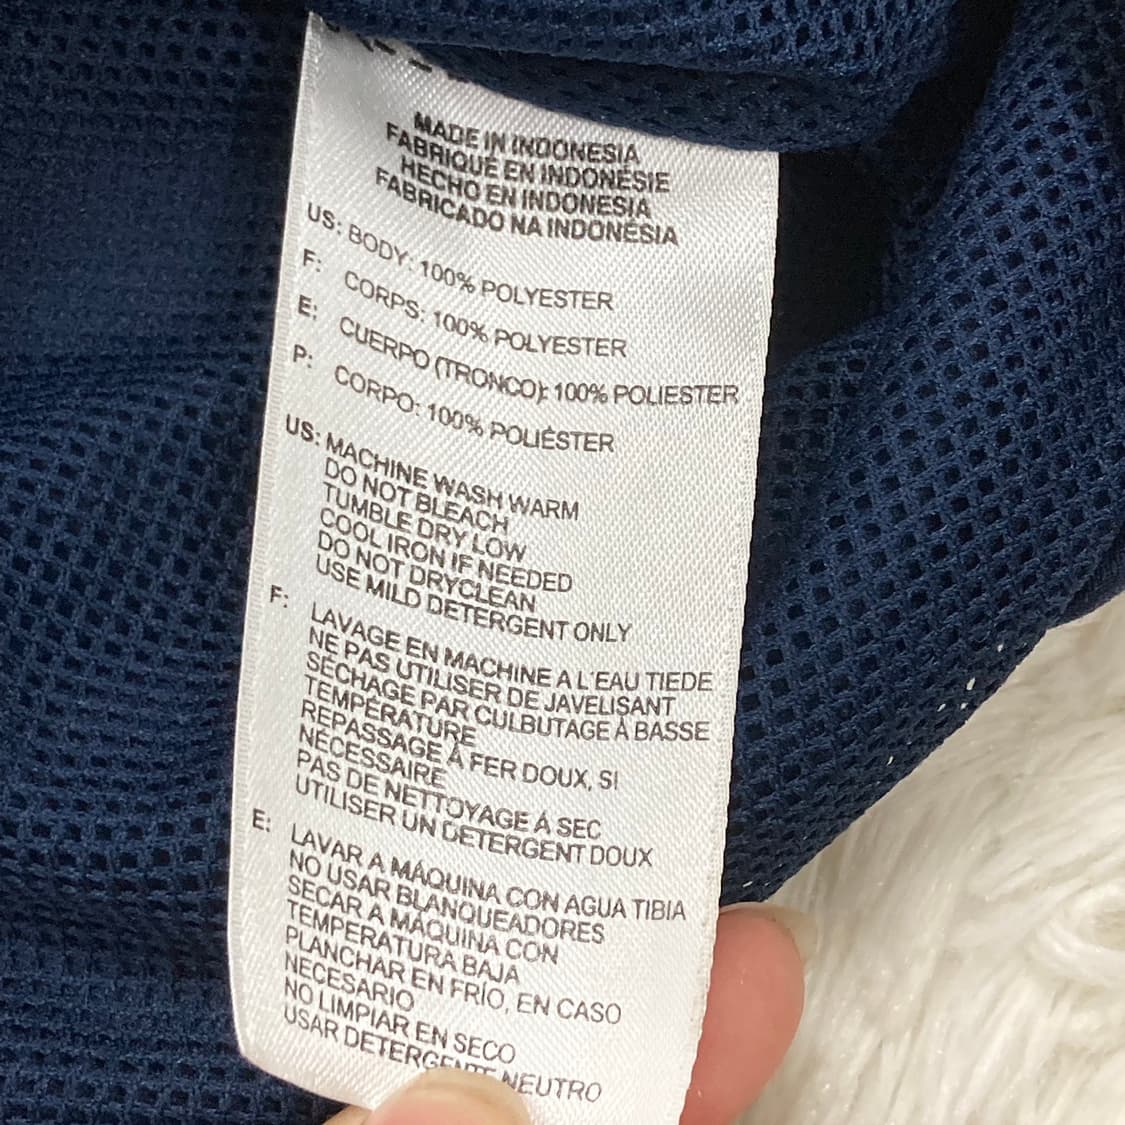 MADE IN INDONESIA
FABRIQUÉ EN INDONÉSIE
HECHO EN INDONESIA
FABRICADO NA INDONÉSIA
US: BODY: 100% POLYESTER
F: CORPS: 100% POLYESTER
E: CUERPO (TRONCO): 100% POLIESTER
P: CORPO: 100% POLIÉSTER
US: MACHINE WASH WARM
DO NOT BLEACH
TUMBLE DRY LOW
COOL IRON IF NEEDED
DO NOT DRYCLEAN
USE MILD DETERGENT ONLY
F: LAVAGE EN MACHINE A L'EAU TIEDE
NE PAS UTILISER DE JAVELISANT
SÉCHAGE PAR CULBUTAGE À BASSE
TEMPÉRATURE
REPASSAGE À FER DOUX, SI
NÉCESSAIRE
PAS DE NETTOYAGE À SEC
UTILISER UN DÉTERGENT DOUX
E: LAVAR A MÁQUINA CON AGUA TIBIA
NO USAR BLANQUEADORES
SECAR A MÁQUINA CON
TEMPERATURA BAJA
PLANCHAR EN FRÍO, EN CASO
NECESARIO
NO LIMPIAR EN SECO
USAR DETERGENTE NEUTRO